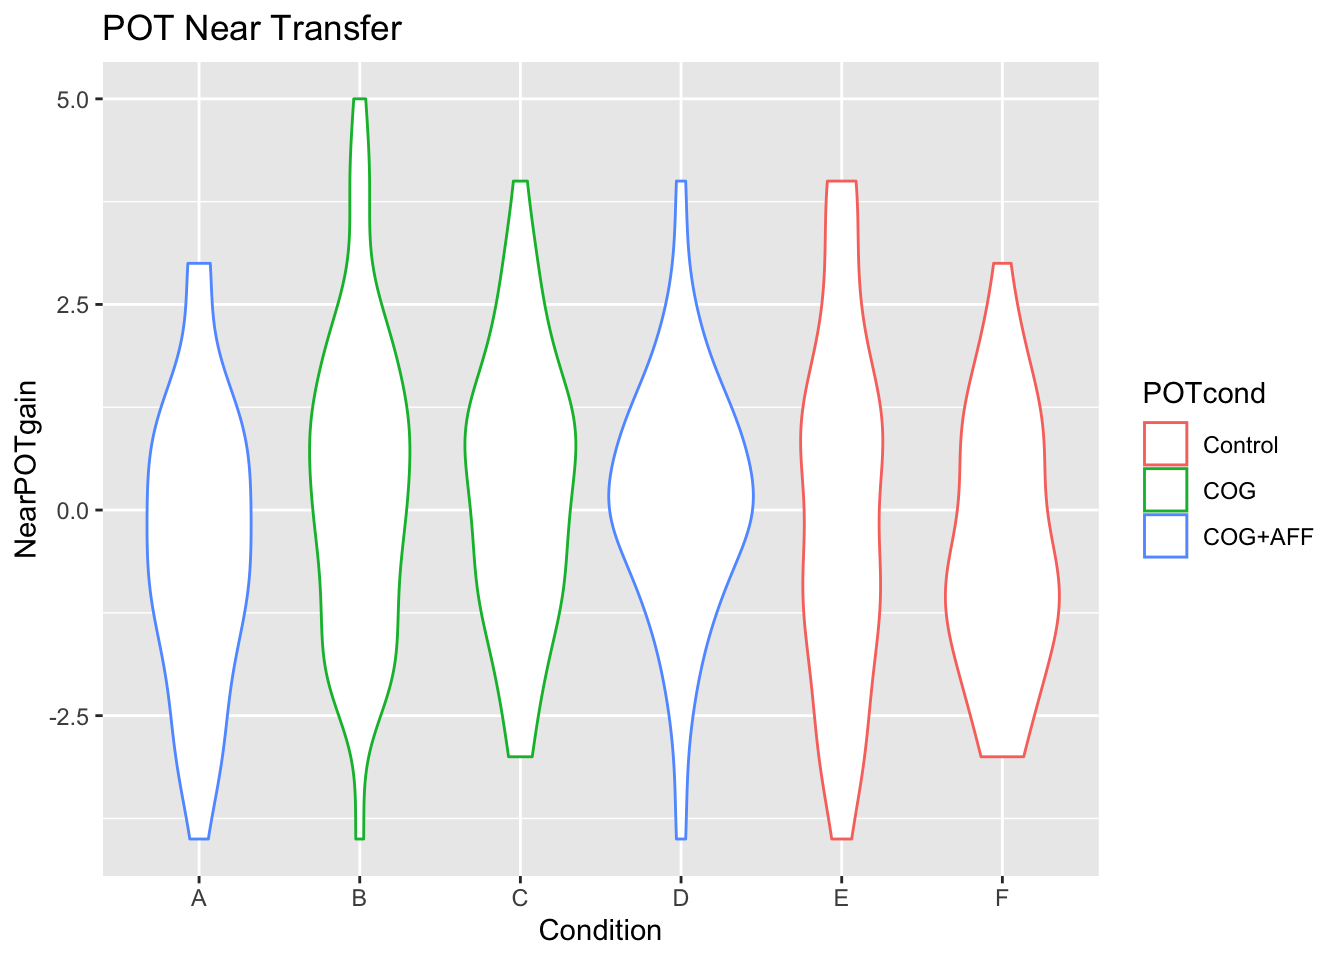 POT Near Transfer
NearPOTgain
5.0
2.5
0.0
-2.5
A B C D E F
Condition
POTcond
Control
COG
COG+AFF